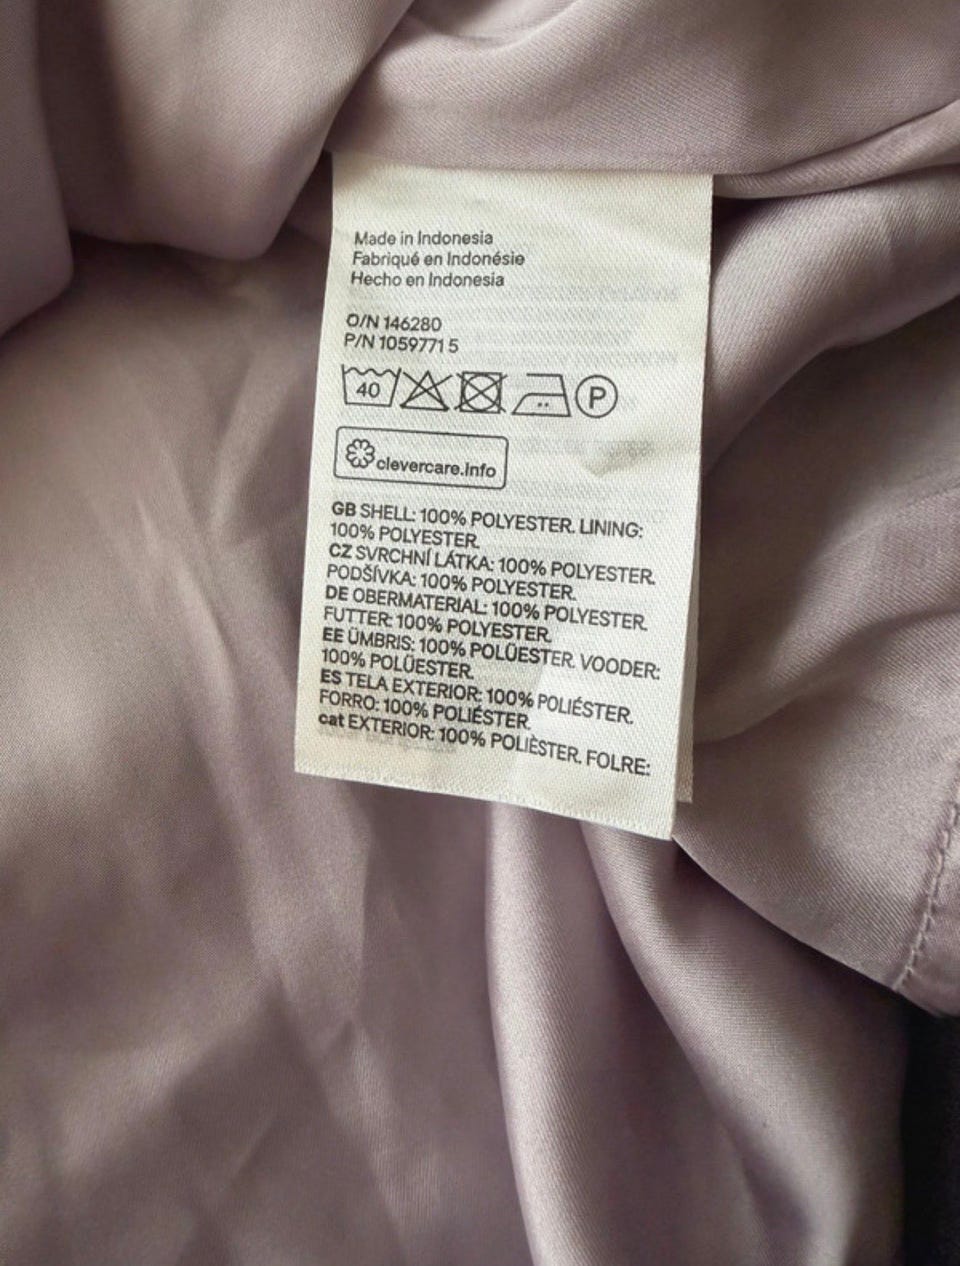 Made in Indonesia
Fabriqué en Indonésie
Hecho en Indonesia
O/N 146280
P/N 1059771 5
40 P
clevercare.info
GB SHELL: 100% POLYESTER. LINING:
100% POLYESTER.
CZ SVRCHNÍ LÁTKA: 100% POLYESTER.
PODŠÍVKA: 100% POLYESTER.
DE OBERMATERIAL: 100% POLYESTER.
FUTTER: 100% POLYESTER.
EE ÜMBRIS: 100% POLÜESTER. VOODER:
100% POLÜESTER.
ES TELA EXTERIOR: 100% POLIÉSTER.
FORRO: 100% POLIÉSTER.
cat EXTERIOR: 100% POLIÈSTER. FOLRE: